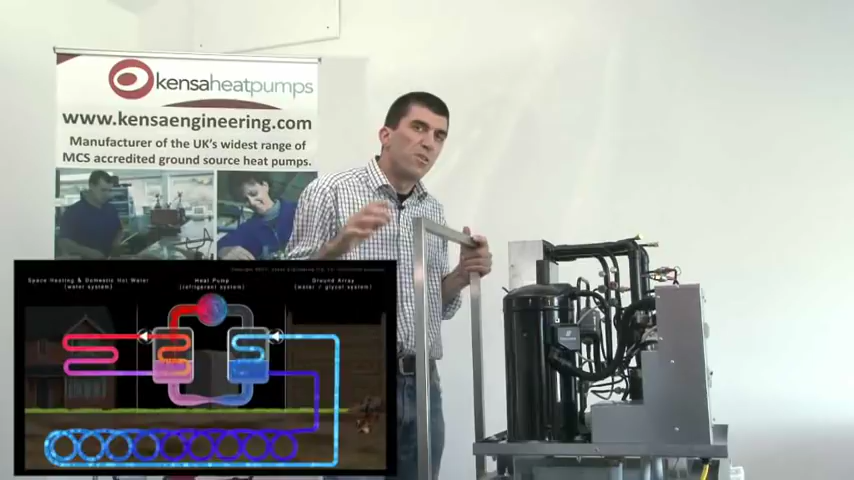 kensaheatpumps
www.KENSAENGINEERING.COM
Manufacturer of the UK's widest range of
MCS accredited ground source heat pumps.
Space Heating & Domestic Hot Water
(water system)
Heat Pump
(refrigerant system)
Ground Array
(water / glycol system)